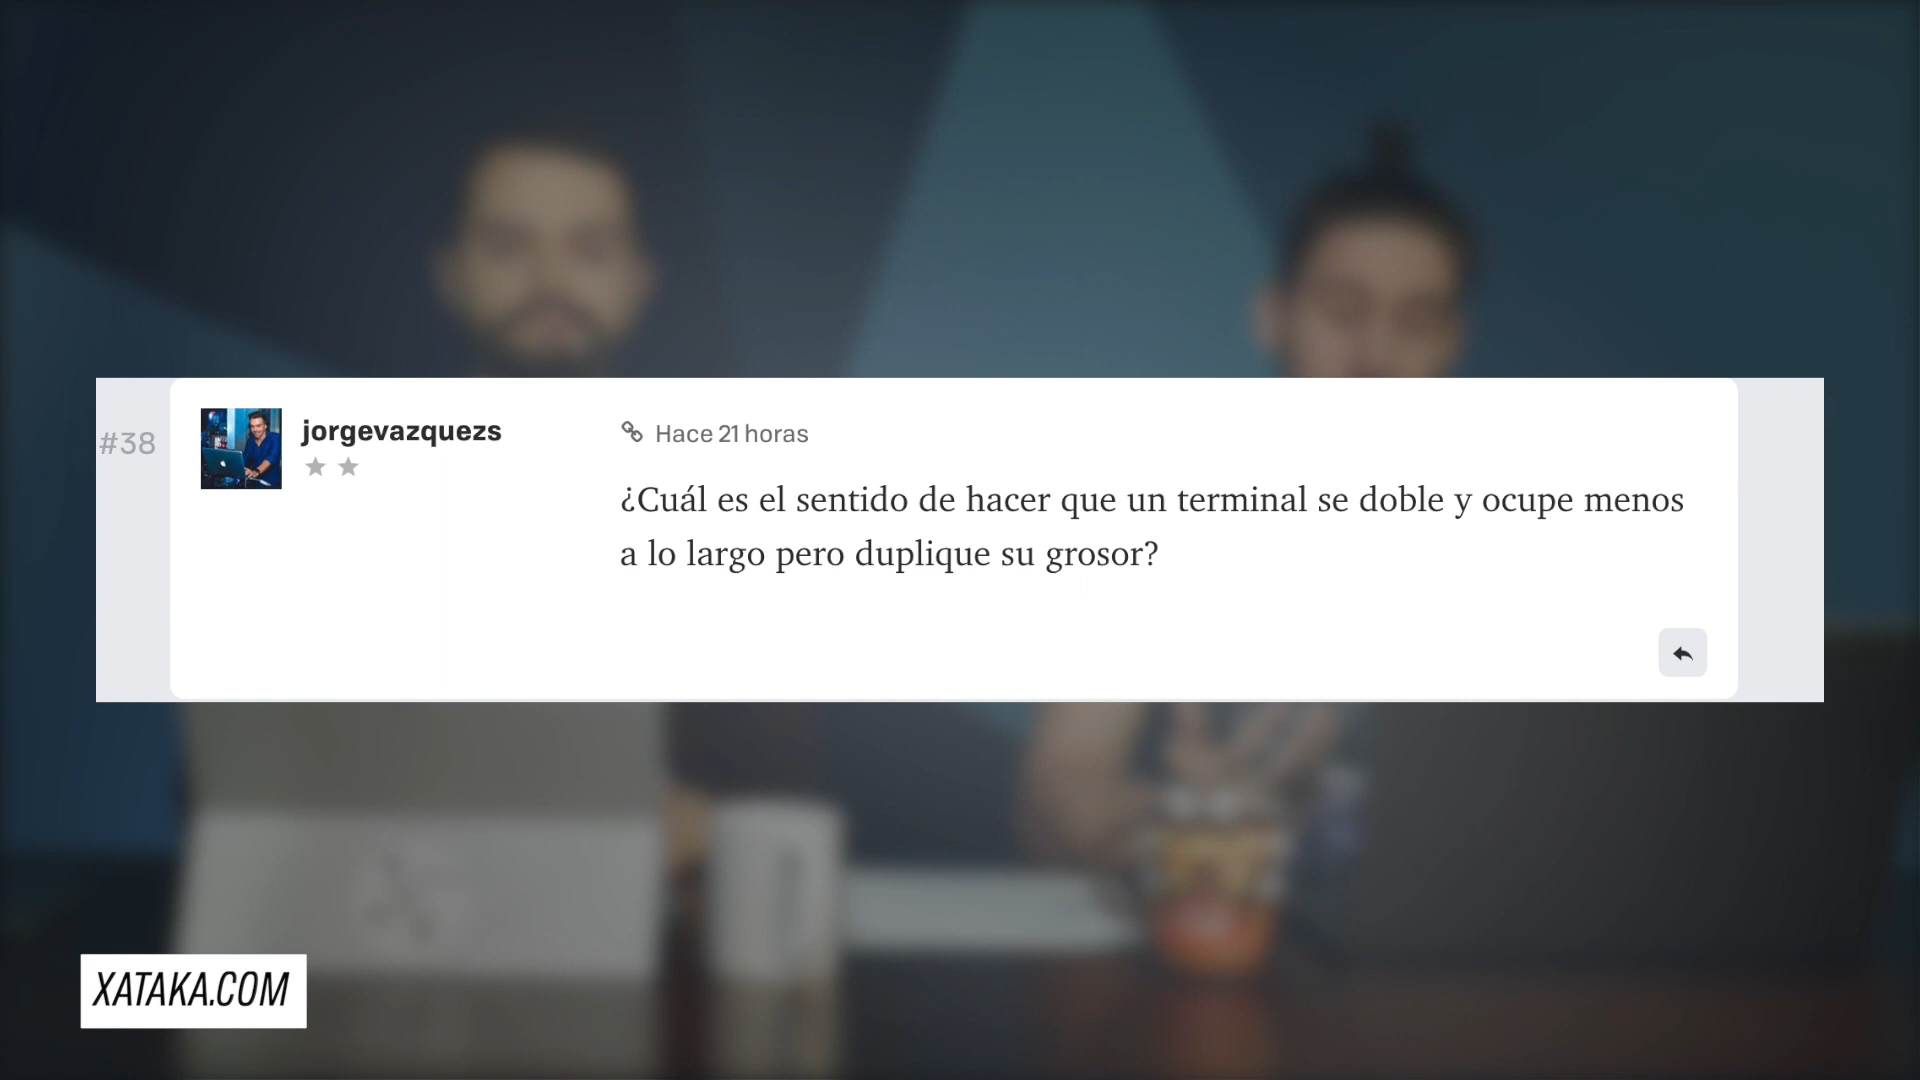 #38
jorgevazquezs
Hace 21 horas
¿Cuál es el sentido de hacer que un terminal se doble y ocupe menos
a lo largo pero duplique su grosor?
XATAKA.COM